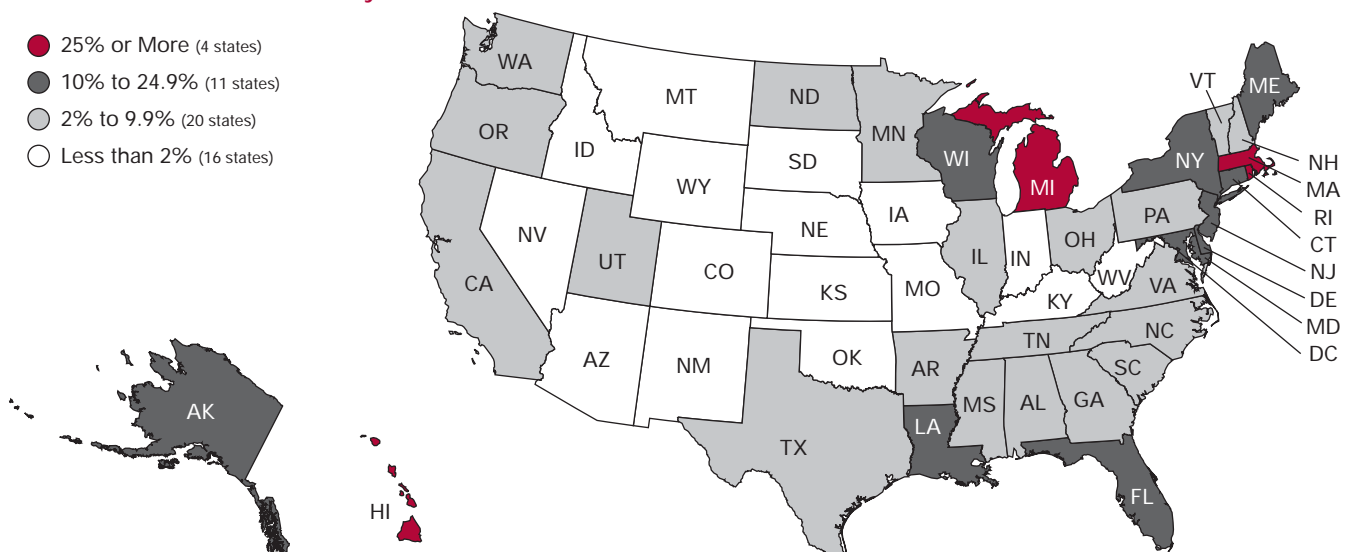 25% or More (4 states)
10% to 24.9% (11 states)
2% to 9.9% (20 states)
Less than 2% (16 states)
WA
OR
CA
ID
NV
MT
WY
UT
AZ
CO
NM
ND
SD
NE
KS
OK
TX
MN
IA
MO
AR
LA
WI
IL
MI
IN
OH
KY
TN
MS
AL
GA
FL
SC
NC
VA
WV
PA
NY
VT
ME
NH
MA
RI
CT
NJ
DE
MD
DC
AK
HI